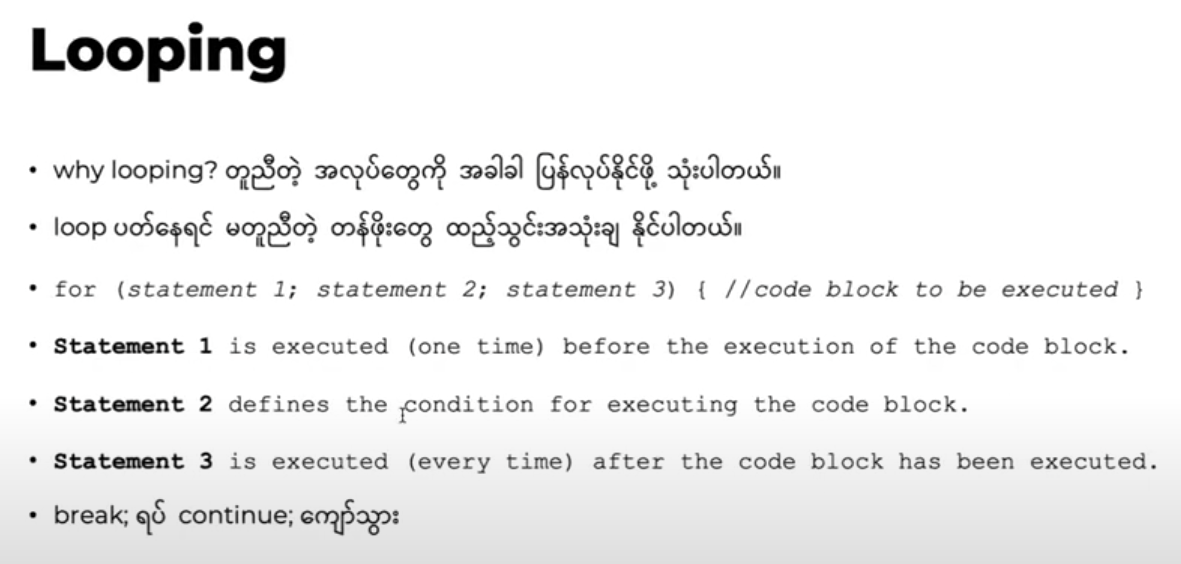 Looping
• why looping? တူညီတဲ့ အလုပ်တွေကို အခါခါ ပြန်လုပ်နိုင်ဖို့ သုံးပါတယ်။
• loop ပတ်နေရင် မတူညီတဲ့ တန်ဖိုးတွေ ထည့်သွင်းအသုံးချ နိုင်ပါတယ်။
• for (statement 1; statement 2; statement 3) { //code block to be executed }
• Statement 1 is executed (one time) before the execution of the code block.
• Statement 2 defines the condition for executing the code block.
• Statement 3 is executed (every time) after the code block has been executed.
• break; ရပ် continue; ကျော်သွား